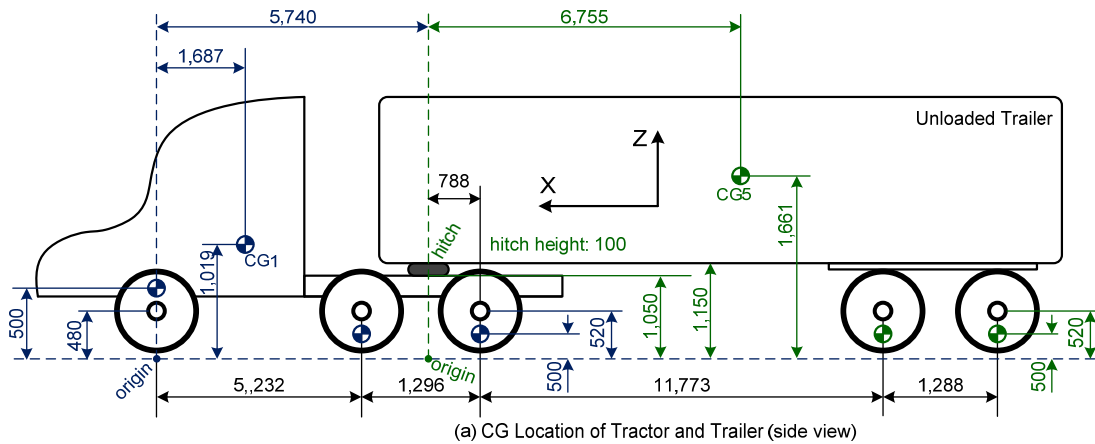 5,740
6,755
1,687
Unloaded Trailer
Z
788
X
CG5
hitch
hitch height: 100
CG1
1,019
1,661
500
480
520
1,050
1,150
520
origin
origin
500
500
5,,232
1,296
11,773
1,288
(a) CG Location of Tractor and Trailer (side view)